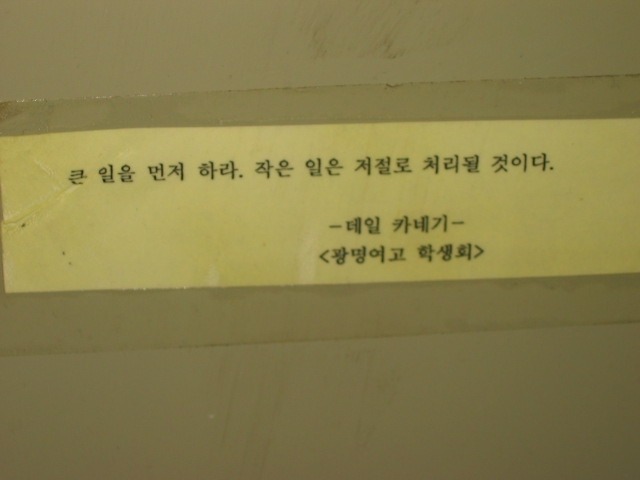 큰 일을 먼저 하라. 작은 일은 저절로 처리될 것이다.
-데일 카네기-
<광명여고 학생회>